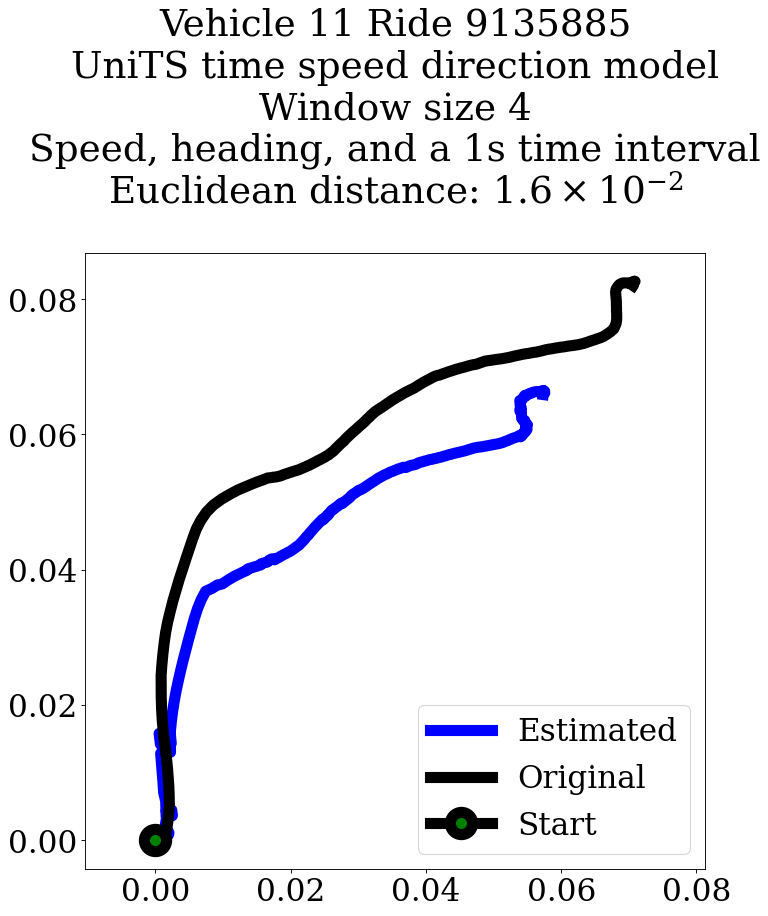 Vehicle 11 Ride 9135885
UniTS time speed direction model
Window size 4
Speed, heading, and a 1s time interval
Euclidean distance: 1.6 × 10⁻²
0.08
0.06
0.04
0.02
0.00
Estimated
Original
Start
0.00 0.02 0.04 0.06 0.08